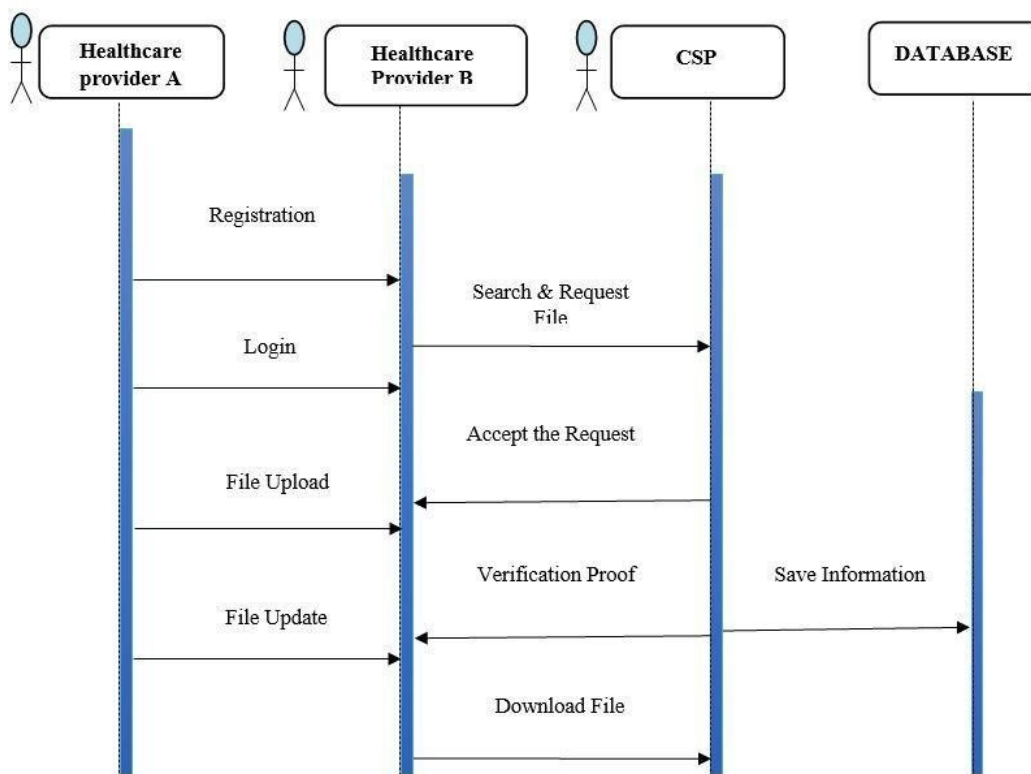 Healthcare
provider A
Healthcare
Provider B
CSP
DATABASE
Registration
Search & Request
File
Login
Accept the Request
File Upload
Verification Proof
Save Information
File Update
Download File